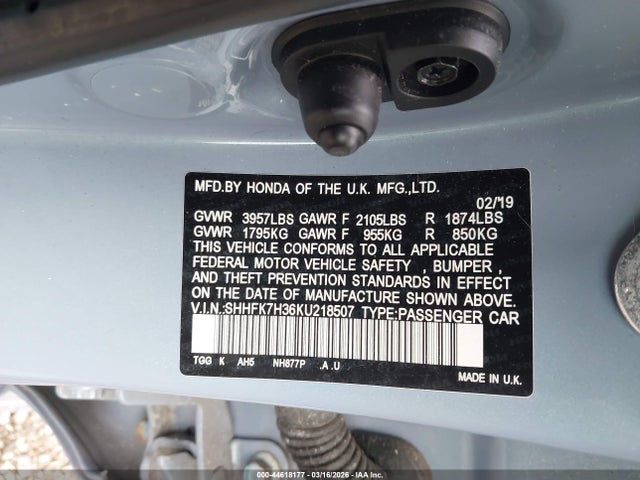 MFD.BY HONDA OF THE U.K. MFG.,LTD.
02/'19
GVWR 3957LBS GAWR F 2105LBS R 1874LBS
GVWR 1795KG GAWR F 955KG R 850KG
THIS VEHICLE CONFORMS TO ALL APPLICABLE
FEDERAL MOTOR VEHICLE SAFETY , BUMPER ,
AND THEFT PREVENTION STANDARDS IN EFFECT
ON THE DATE OF MANUFACTURE SHOWN ABOVE.
V.I.N.:SHHFK7H36KU218507 TYPE:PASSENGER CAR
TGG K AH5 NH877P .A.U
MADE IN U.K.
000-44618177 - 03/16/2026 - IAA Inc.